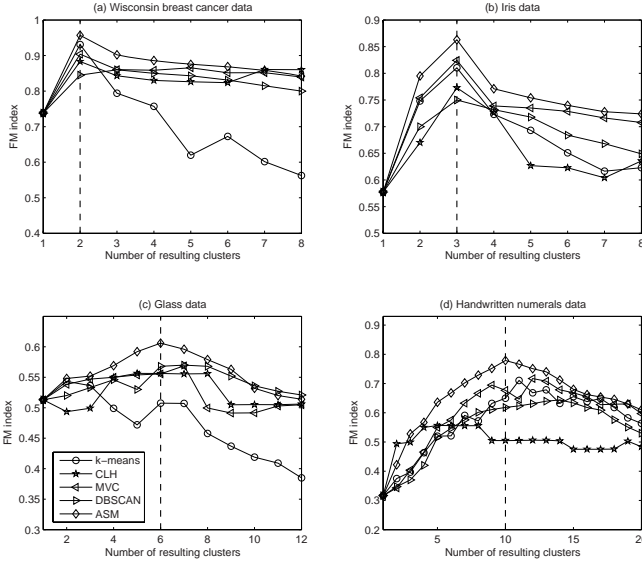 (a) Wisconsin breast cancer data
1
0.9
0.8
0.7
0.6
0.5
0.4
FM index
1 2 3 4 5 6 7 8
Number of resulting clusters
(b) Iris data
0.9
0.85
0.8
0.75
0.7
0.65
0.6
0.55
0.5
FM index
1 2 3 4 5 6 7 8
Number of resulting clusters
(c) Glass data
0.6
0.55
0.5
0.45
0.4
0.35
0.3
FM index
k-means
CLH
MVC
DBSCAN
ASM
2 4 6 8 10 12
Number of resulting clusters
(d) Handwritten numerals data
0.9
0.8
0.7
0.6
0.5
0.4
0.3
0.2
FM index
5 10 15 20
Number of resulting clusters